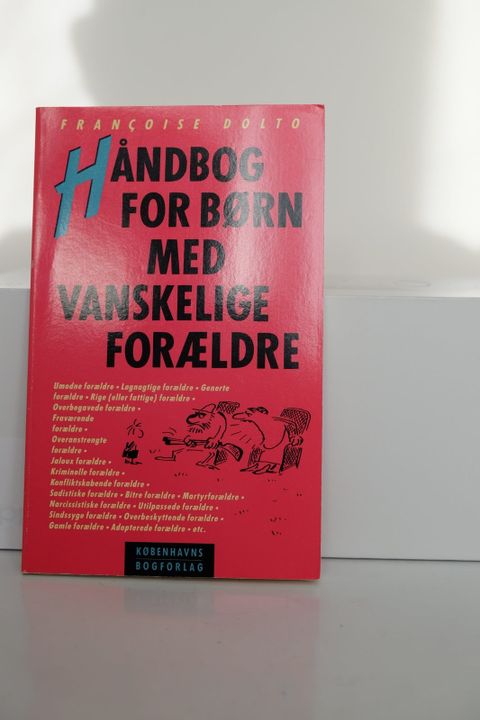 FRANÇOISE DOLTO
HÅNDBOG
FOR BØRN
MED
VANSKELIGE
FORÆLDRE
Umodne forældre • Løgnagtige forældre • Generte
forældre • Rige (eller fattige) forældre •
Overbegavede forældre •
Fraværende
forældre •
Overanstrengte
forældre •
Jaloux forældre •
Kriminelle forældre •
Konfliktskabende forældre •
Sadistiske forældre • Bitre forældre • Martyrforældre •
Narcissistiske forældre • Utilpassede forældre •
Sindssyge forældre • Overbeskyttende forældre •
Gamle forældre • Adopterede forældre • etc.
KØBENHAVNS
BOGFORLAG